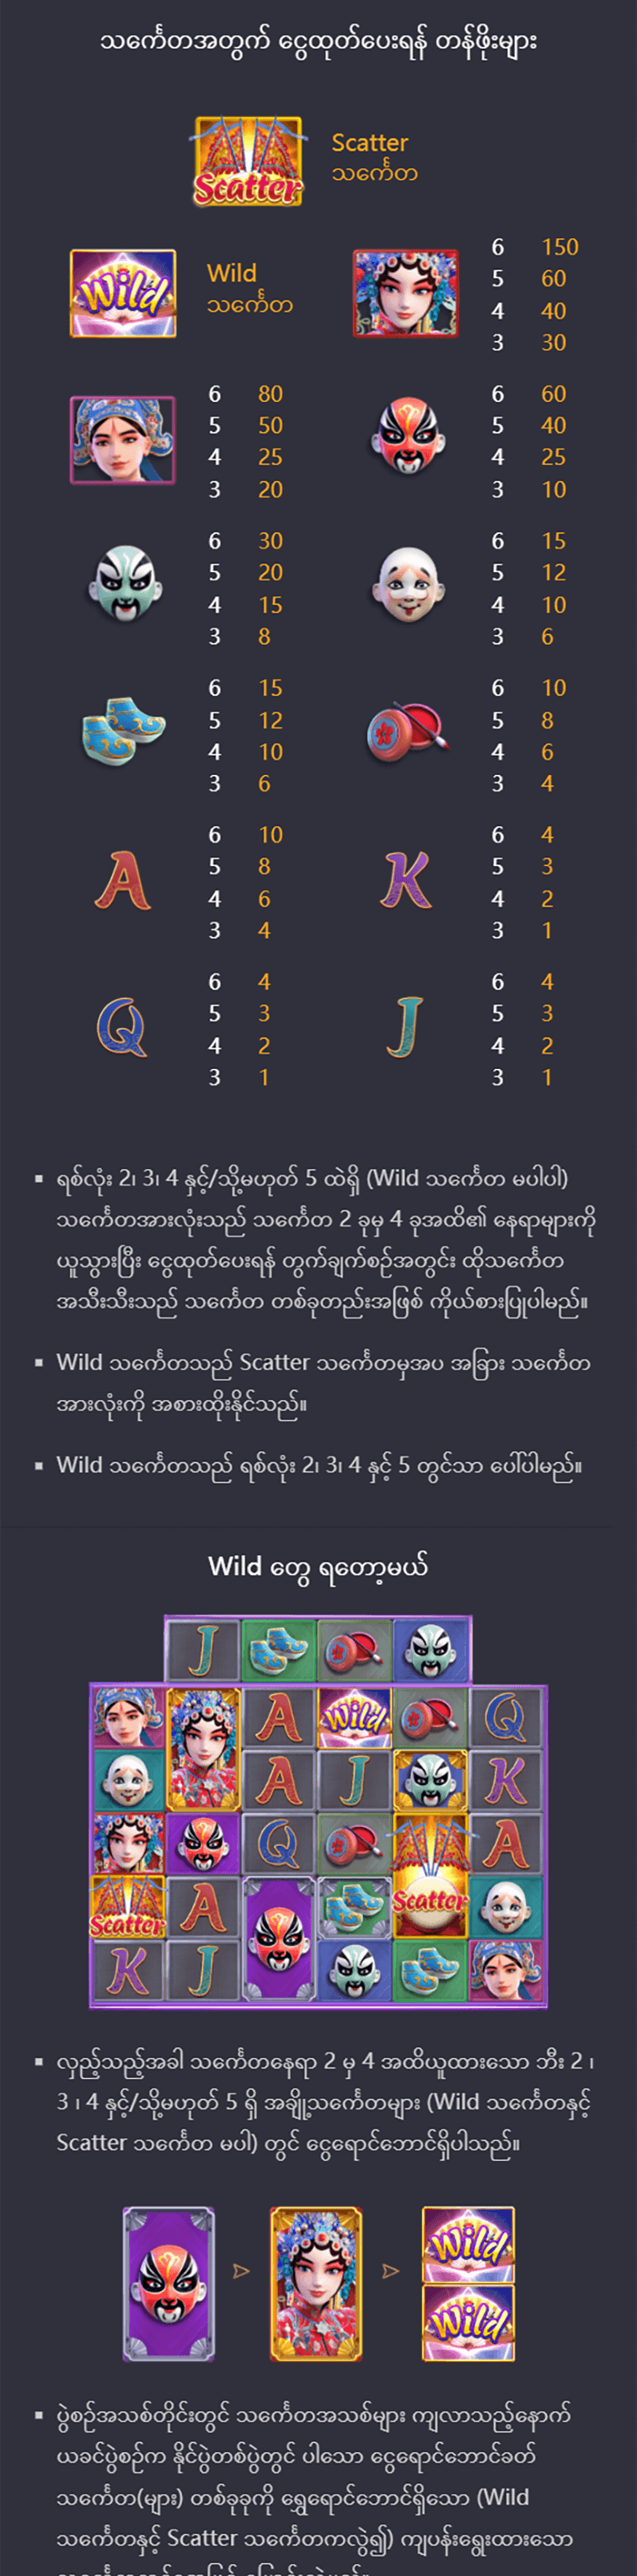 သင်္ကေတအတွက် ငွေထုတ်ပေးရန် တန်ဖိုးများ
Scatter
Scatter
သင်္ကေတ
Wild
Wild
သင်္ကေတ
6 150
5 60
4 40
3 30
6 80
5 50
4 25
3 20
6 60
5 40
4 25
3 10
6 30
5 20
4 15
3 8
6 15
5 12
4 10
3 6
6 15
5 12
4 10
3 6
6 10
5 8
4 6
3 4
A
6 10
5 8
4 6
3 4
K
6 4
5 3
4 2
3 1
Q
6 4
5 3
4 2
3 1
J
6 4
5 3
4 2
3 1
▪ ရစ်လုံး 2၊ 3၊ 4 နှင့်/သို့မဟုတ် 5 ထဲရှိ (Wild သင်္ကေတ မပါပါ)
သင်္ကေတအားလုံးသည် သင်္ကေတ 2 ခုမှ 4 ခုအထိ၏ နေရာများကို
ယူသွားပြီး ငွေထုတ်ပေးရန် တွက်ချက်စဉ်အတွင်း ထိုသင်္ကေတ
အသီးသီးသည် သင်္ကေတ တစ်ခုတည်းအဖြစ် ကိုယ်စားပြုပါမည်။
▪ Wild သင်္ကေတသည် Scatter သင်္ကေတမှအပ အခြား သင်္ကေတ
အားလုံးကို အစားထိုးနိုင်သည်။
▪ Wild သင်္ကေတသည် ရစ်လုံး 2၊ 3၊ 4 နှင့် 5 တွင်သာ ပေါ်ပါမည်။
Wild တွေ ရတော့မယ်
J
A Wild Q
A J K
Q A
Scatter A Scatter
K J
▪ လှည့်သည့်အခါ သင်္ကေတနေရာ 2 မှ 4 အထိယူထားသော ဘီး 2 ၊
3 ၊ 4 နှင့်/သို့မဟုတ် 5 ရှိ အချို့သင်္ကေတများ (Wild သင်္ကေတနှင့်
Scatter သင်္ကေတ မပါ) တွင် ငွေရောင်ဘောင်ရှိပါသည်။
Wild
Wild
▪ ပွဲစဉ်အသစ်တိုင်းတွင် သင်္ကေတအသစ်များ ကျလာသည့်နောက်
ယခင်ပွဲစဉ်က နိုင်ပွဲတစ်ပွဲတွင် ပါသော ငွေရောင်ဘောင်ခတ်
သင်္ကေတ(များ) တစ်ခုခုကို ရွှေရောင်ဘောင်ရှိသော (Wild
သင်္ကေတနှင့် Scatter သင်္ကေတကလွဲ၍) ကျပန်းရွေးထားသော